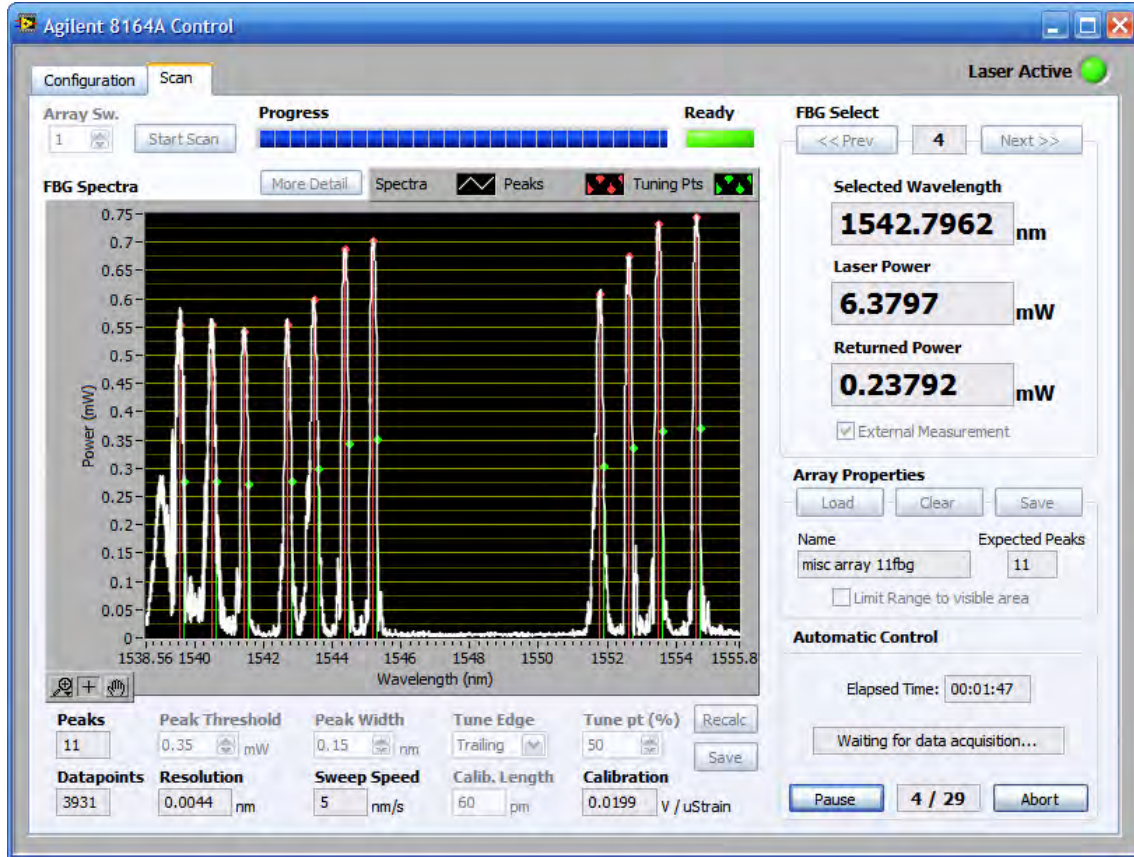 Agilent 8164A Control
Configuration Scan
Laser Active
Array Sw. Progress Ready
1 Start Scan
FBG Spectra More Detail Spectra Peaks Tuning Pts
0.75
0.7
0.65
0.6
0.55
0.5
0.45
0.4
0.35
0.3
0.25
0.2
0.15
0.1
0.05
0
Power (mW)
1538.56 1540 1542 1544 1546 1548 1550 1552 1554 1555.8
Wavelength (nm)
Peaks Peak Threshold Peak Width Tune Edge Tune pt (%) Recalc
11 0.35 mW 0.15 nm Trailing 50
Save
Datapoints Resolution Sweep Speed Calib. Length Calibration
3931 0.0044 nm 5 nm/s 60 pm 0.0199 V / uStrain
FBG Select
<< Prev 4 Next >>
Selected Wavelength
1542.7962 nm
Laser Power
6.3797 mW
Returned Power
0.23792 mW
External Measurement
Array Properties
Load Clear Save
Name Expected Peaks
misc array 11fbg 11
Limit Range to visible area
Automatic Control
Elapsed Time: 00:01:47
Waiting for data acquisition...
Pause 4 / 29 Abort